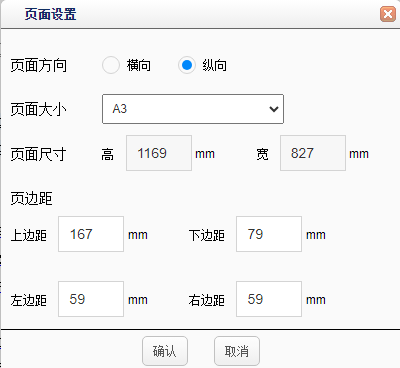 页面设置
页面方向 横向 纵向
页面大小 A3
页面尺寸 高 1169 mm 宽 827 mm
页边距
上边距 167 mm 下边距 79 mm
左边距 59 mm 右边距 59 mm
确认 取消